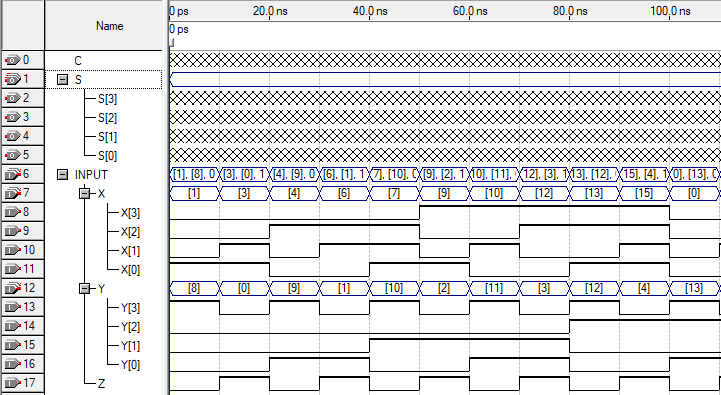 Name
0 ps 20.0 ns 40.0 ns 60.0 ns 80.0 ns 100.0 ns
0 ps
0 C
1 S
2 S[3]
3 S[2]
4 S[1]
5 S[0]
6 INPUT [1], [8], 0 [3], [0], 1 [4], [9], 0 [6], [1], 1 7], [10], 0 [9], [2], 1 10], [11], 12], [3], 1 13], [12], 15], [4], 1 0], [13],
7 X [1] [3] [4] [6] [7] [9] [10] [12] [13] [15] [0]
8 X[3]
9 X[2]
10 X[1]
11 X[0]
12 Y [8] [0] [9] [1] [10] [2] [11] [3] [12] [4] [13]
13 Y[3]
14 Y[2]
15 Y[1]
16 Y[0]
17 Z